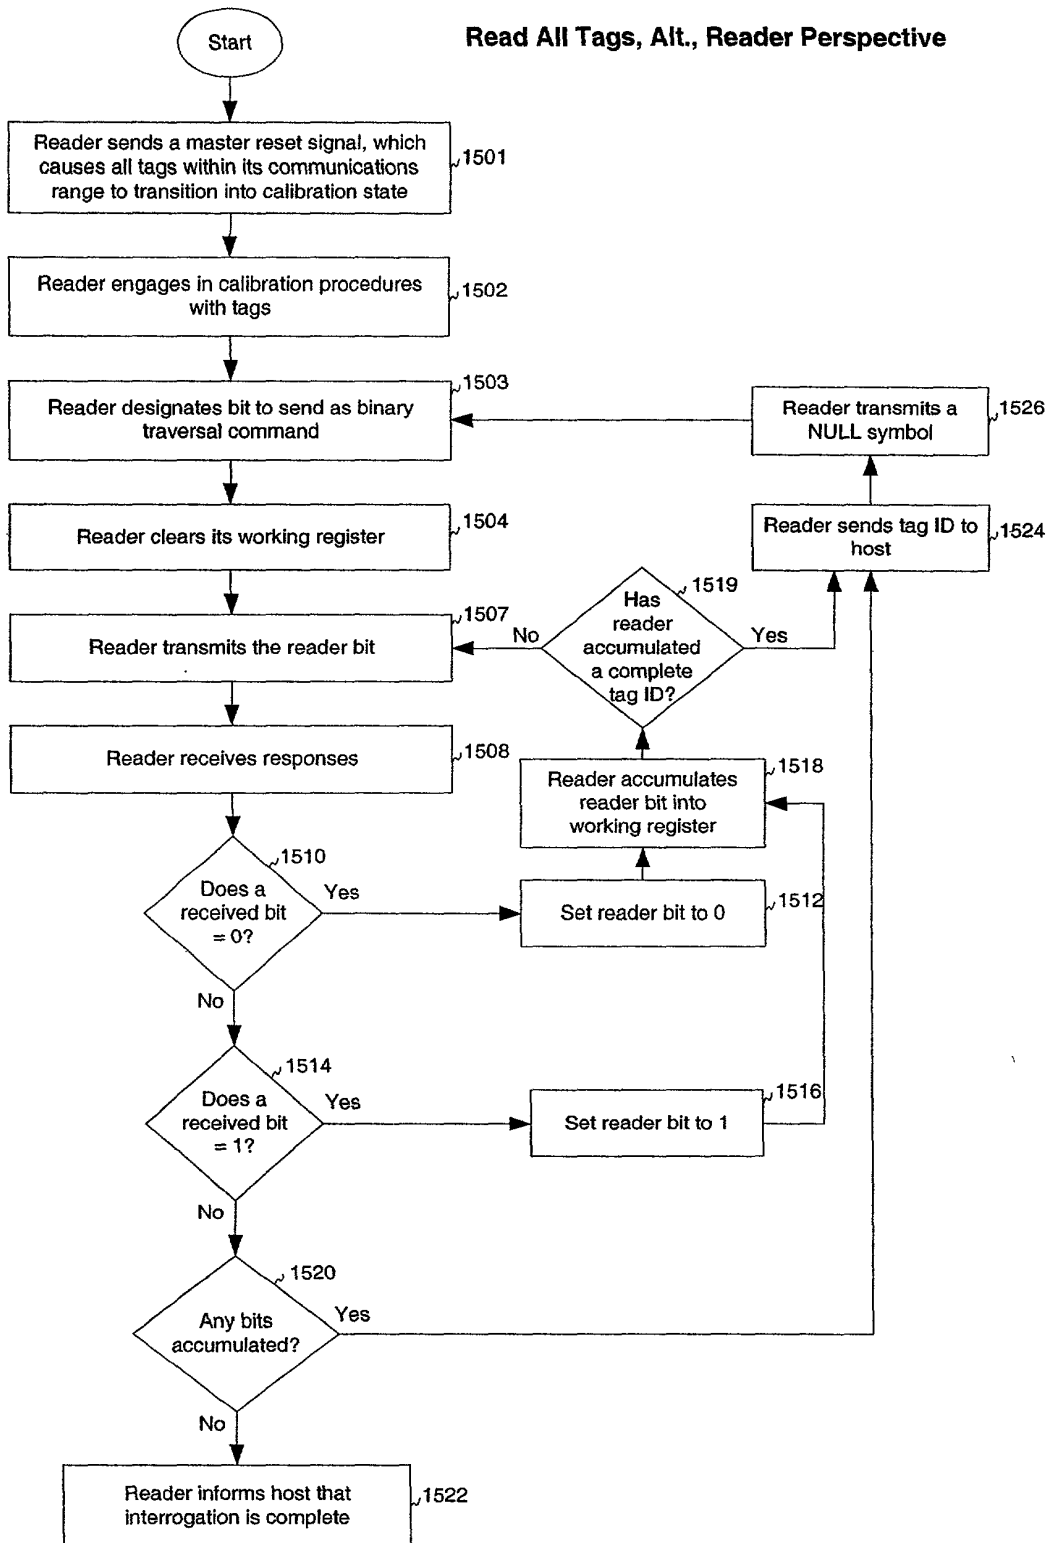 Start
Read All Tags, Alt., Reader Perspective
Reader sends a master reset signal, which
causes all tags within its communications
range to transition into calibration state
1501
Reader engages in calibration procedures
with tags
1502
1503
Reader designates bit to send as binary
traversal command
Reader transmits a
NULL symbol
1526
Reader clears its working register
1504
Reader sends tag ID to
host
1524
1507
Reader transmits the reader bit
No
1519
Has
reader
accumulated
a complete
tag ID?
Yes
Reader receives responses
1508
Reader accumulates
reader bit into
working register
1518
1510
Does a
received bit
= 0?
Yes
Set reader bit to 0
1512
No
1514
Does a
received bit
= 1?
Yes
Set reader bit to 1
1516
No
1520
Any bits
accumulated?
Yes
No
Reader informs host that
interrogation is complete
1522